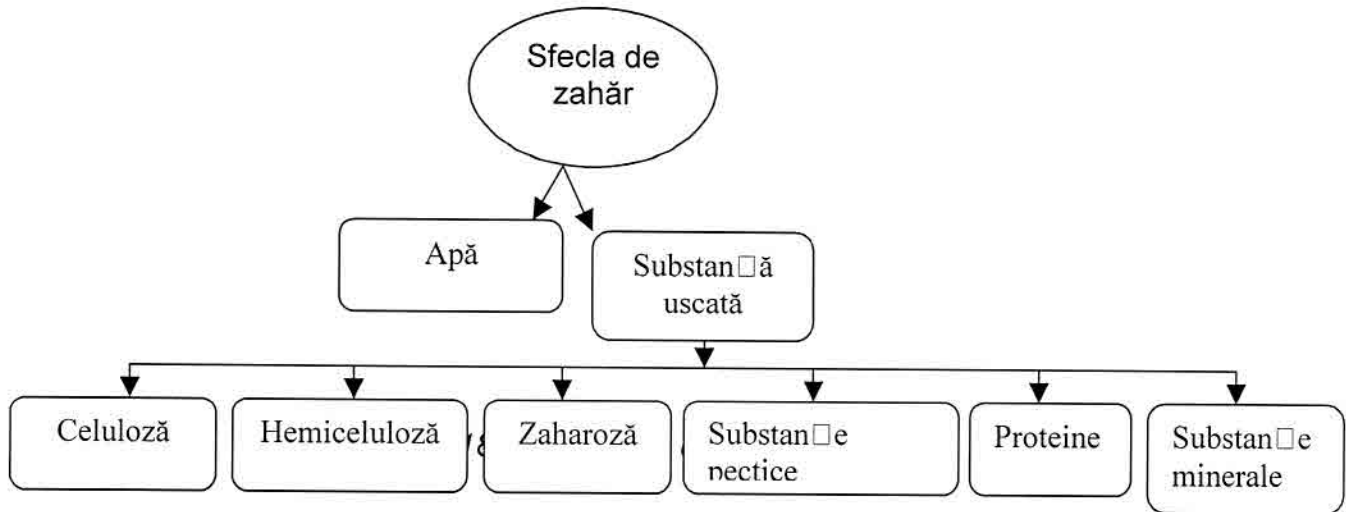 Sfecla de
zahăr
Apă
Substan□ă
uscată
Celuloză
Hemiceluloză
Zaharoză
Substan□e
pectice
Proteine
Substan□e
minerale